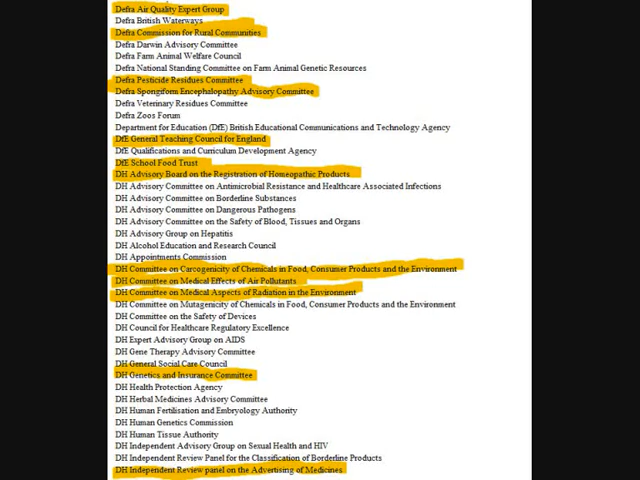 Defra Air Quality Expert Group
Defra British Waterways
Defra Commission for Rural Communities
Defra Darwin Advisory Committee
Defra Farm Animal Welfare Council
Defra National Standing Committee on Farm Animal Genetic Resources
Defra Pesticide Residues Committee
Defra Spongiform Encephalopathy Advisory Committee
Defra Veterinary Residues Committee
Defra Zoos Forum
Department for Education (DfE) British Educational Communications and Technology Agency
DfE General Teaching Council for England
DfE Qualifications and Curriculum Development Agency
DfE School Food Trust
DH Advisory Board on the Registration of Homeopathic Products
DH Advisory Committee on Antimicrobial Resistance and Healthcare Associated Infections
DH Advisory Committee on Borderline Substances
DH Advisory Committee on Dangerous Pathogens
DH Advisory Committee on the Safety of Blood, Tissues and Organs
DH Advisory Group on Hepatitis
DH Alcohol Education and Research Council
DH Appointments Commission
DH Committee on Carcogenicity of Chemicals in Food, Consumer Products and the Environment
DH Committee on Medical Effects of Air Pollutants
DH Committee on Medical Aspects of Radiation in the Environment
DH Committee on Mutagenicity of Chemicals in Food, Consumer Products and the Environment
DH Committee on the Safety of Devices
DH Council for Healthcare Regulatory Excellence
DH Expert Advisory Group on AIDS
DH Gene Therapy Advisory Committee
DH General Social Care Council
DH Genetics and Insurance Committee
DH Health Protection Agency
DH Herbal Medicines Advisory Committee
DH Human Fertilisation and Embryology Authority
DH Human Genetics Commission
DH Human Tissue Authority
DH Independent Advisory Group on Sexual Health and HIV
DH Independent Review Panel for the Classification of Borderline Products
DH Independent Review panel on the Advertising of Medicines